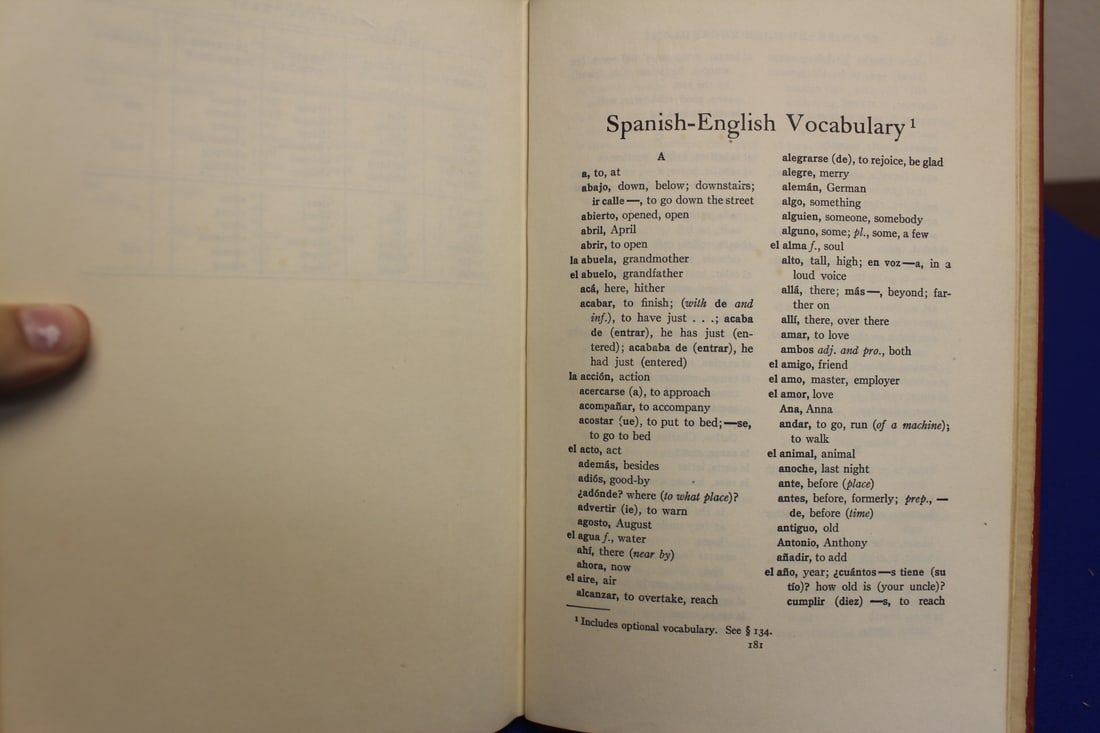 Spanish-English Vocabulary ¹
A
a, to, at
abajo, down, below; downstairs;
ir calle —, to go down the street
abierto, opened, open
abril, April
abrir, to open
la abuela, grandmother
el abuelo, grandfather
acá, here, hither
acabar, to finish; (with de and
inf.), to have just . . .; acaba
de (entrar), he has just (en-
tered); acababa de (entrar), he
had just (entered)
la acción, action
acercarse (a), to approach
acompañar, to accompany
acostar (ue), to put to bed; —se,
to go to bed
el acto, act
además, besides
adiós, good-by
¿adónde? where (to what place)?
advertir (ie), to warn
agosto, August
el agua f., water
ahí, there (near by)
ahora, now
el aire, air
alcanzar, to overtake, reach
alegrarse (de), to rejoice, be glad
alegre, merry
alemán, German
algo, something
alguien, someone, somebody
alguno, some; pl., some, a few
el alma f., soul
alto, tall, high; en voz —a, in a
loud voice
allá, there; más —, beyond; far-
ther on
allí, there, over there
amar, to love
ambos adj. and pro., both
el amigo, friend
el amo, master, employer
el amor, love
Ana, Anna
andar, to go, run (of a machine);
to walk
el animal, animal
anoche, last night
ante, before (place)
antes, before, formerly; prep., —
de, before (time)
antiguo, old
Antonio, Anthony
añadir, to add
el año, year; ¿cuántos —s tiene (su
tío)? how old is (your uncle)?
cumplir (diez) —s, to reach
¹ Includes optional vocabulary. See § 134.
181